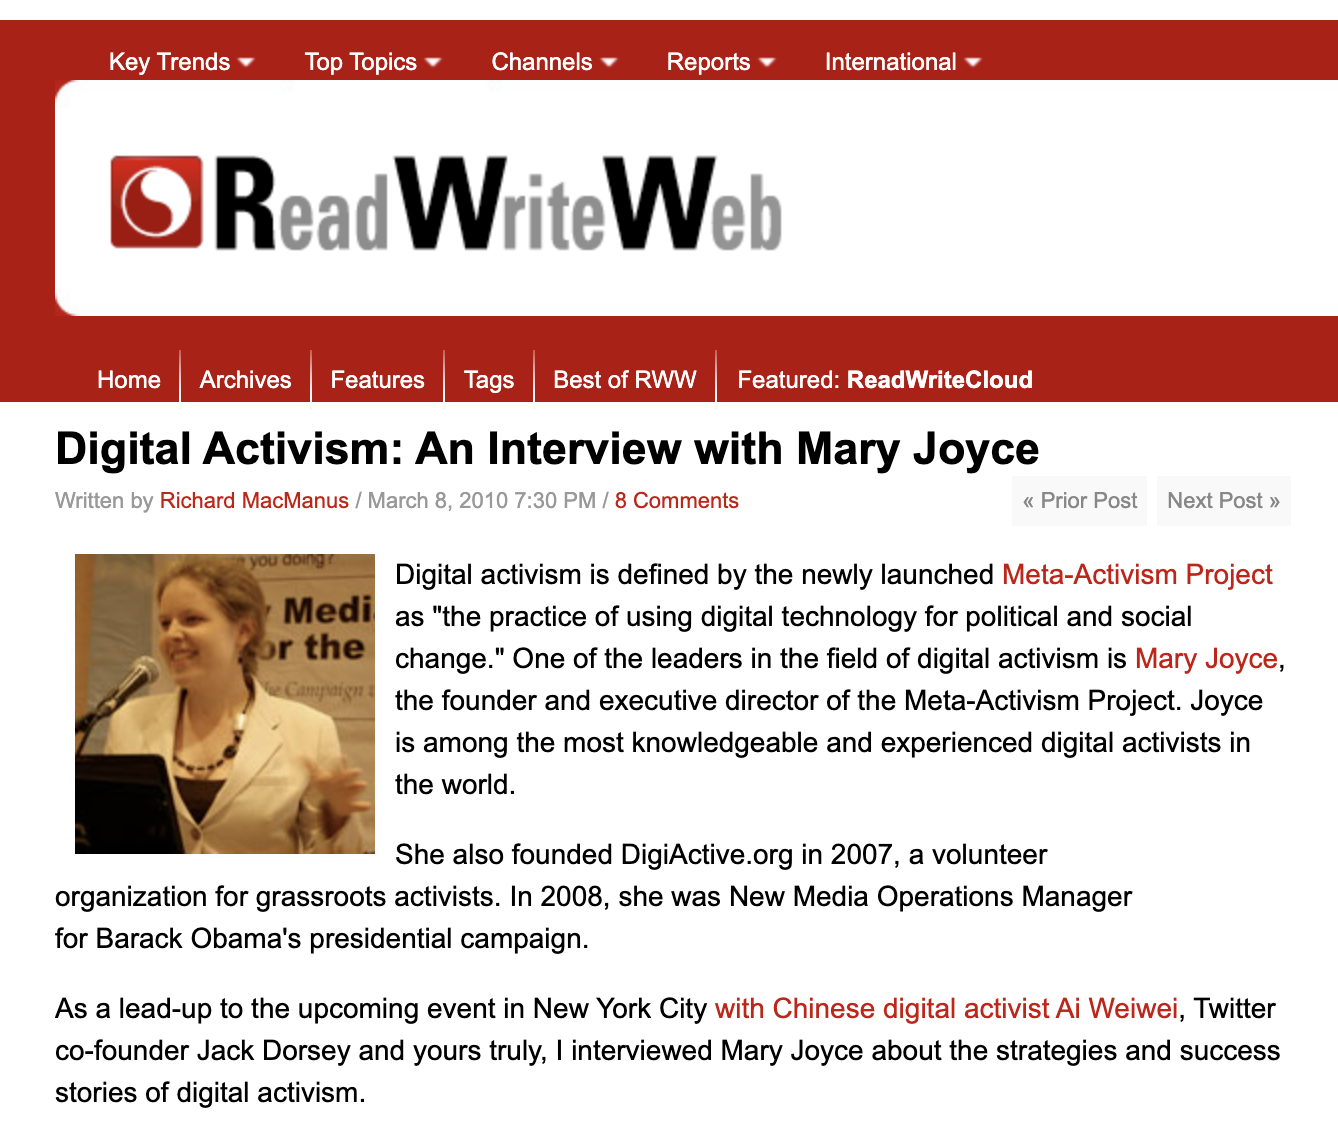 Key Trends
Top Topics
Channels
Reports
International
ReadWriteWeb
Home
Archives
Features
Tags
Best of RWW
Featured: ReadWriteCloud
Digital Activism: An Interview with Mary Joyce
Written by Richard MacManus / March 8, 2010 7:30 PM / 8 Comments
« Prior Post
Next Post »
you doing?
Medi
or the
Campaign
Digital activism is defined by the newly launched Meta-Activism Project
as "the practice of using digital technology for political and social
change." One of the leaders in the field of digital activism is Mary Joyce,
the founder and executive director of the Meta-Activism Project. Joyce
is among the most knowledgeable and experienced digital activists in
the world.
She also founded DigiActive.org in 2007, a volunteer
organization for grassroots activists. In 2008, she was New Media Operations Manager
for Barack Obama's presidential campaign.
As a lead-up to the upcoming event in New York City with Chinese digital activist Ai Weiwei, Twitter
co-founder Jack Dorsey and yours truly, I interviewed Mary Joyce about the strategies and success
stories of digital activism.